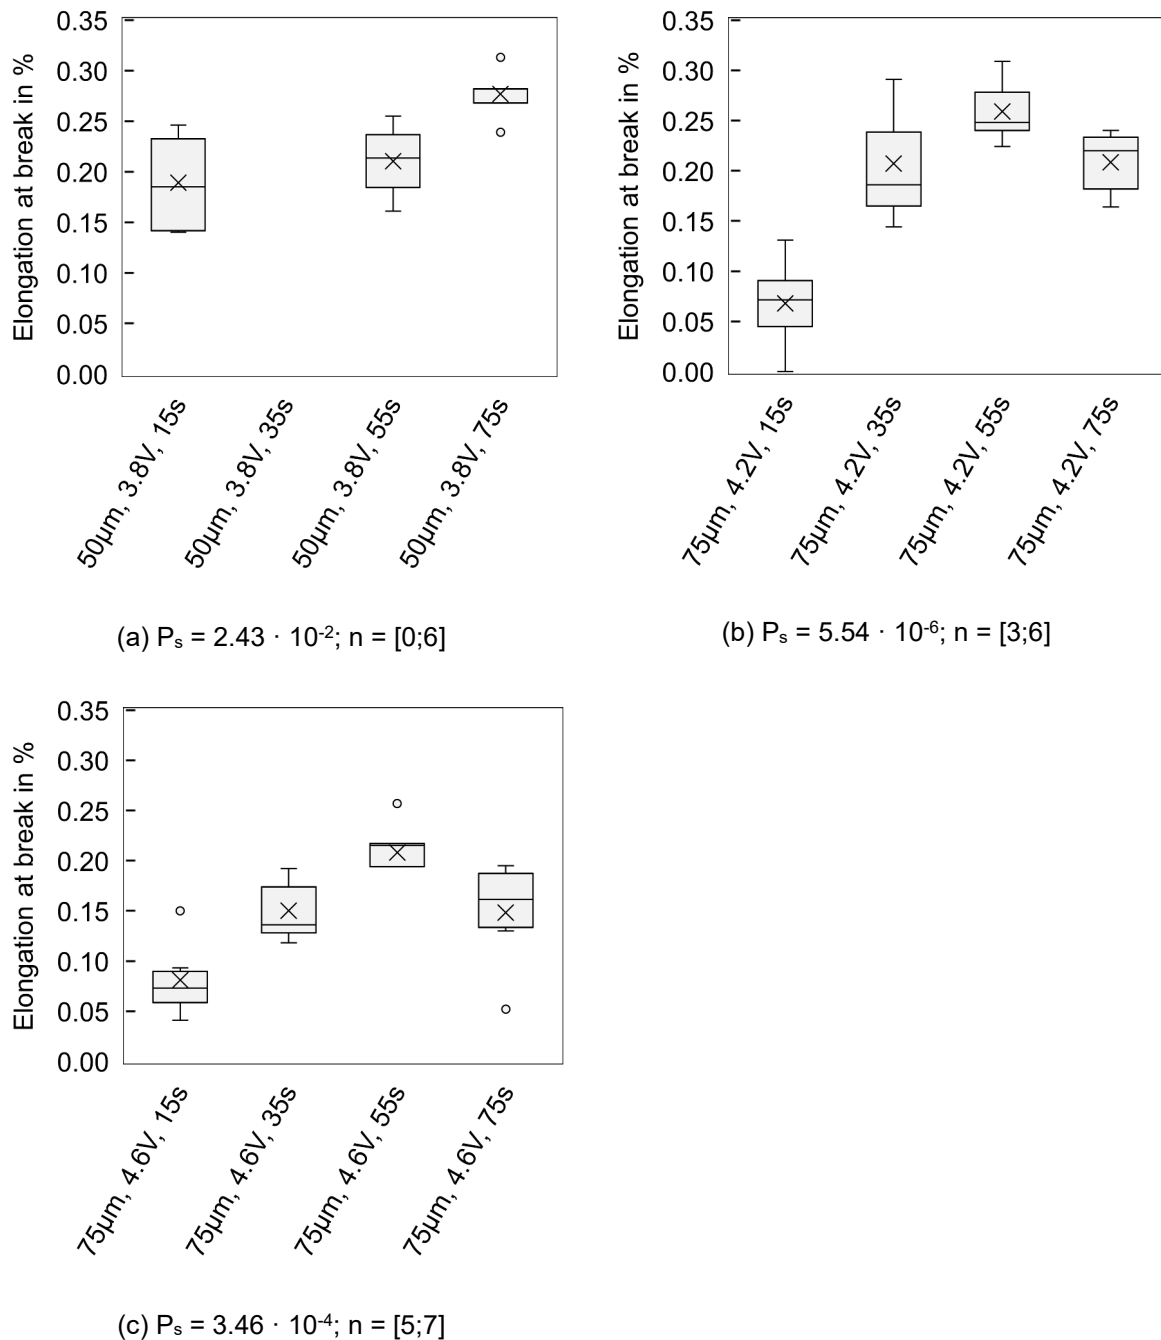 Elongation at break in %
0.35
0.30
0.25
0.20
0.15
0.10
0.05
0.00
50µm, 3.8V, 15s
50µm, 3.8V, 35s
50µm, 3.8V, 55s
50µm, 3.8V, 75s
(a) Pₛ = 2.43 · 10⁻²; n = [0;6]
Elongation at break in %
0.35
0.30
0.25
0.20
0.15
0.10
0.05
0.00
75µm, 4.2V, 15s
75µm, 4.2V, 35s
75µm, 4.2V, 55s
75µm, 4.2V, 75s
(b) Pₛ = 5.54 · 10⁻⁶; n = [3;6]
Elongation at break in %
0.35
0.30
0.25
0.20
0.15
0.10
0.05
0.00
75µm, 4.6V, 15s
75µm, 4.6V, 35s
75µm, 4.6V, 55s
75µm, 4.6V, 75s
(c) Pₛ = 3.46 · 10⁻⁴; n = [5;7]